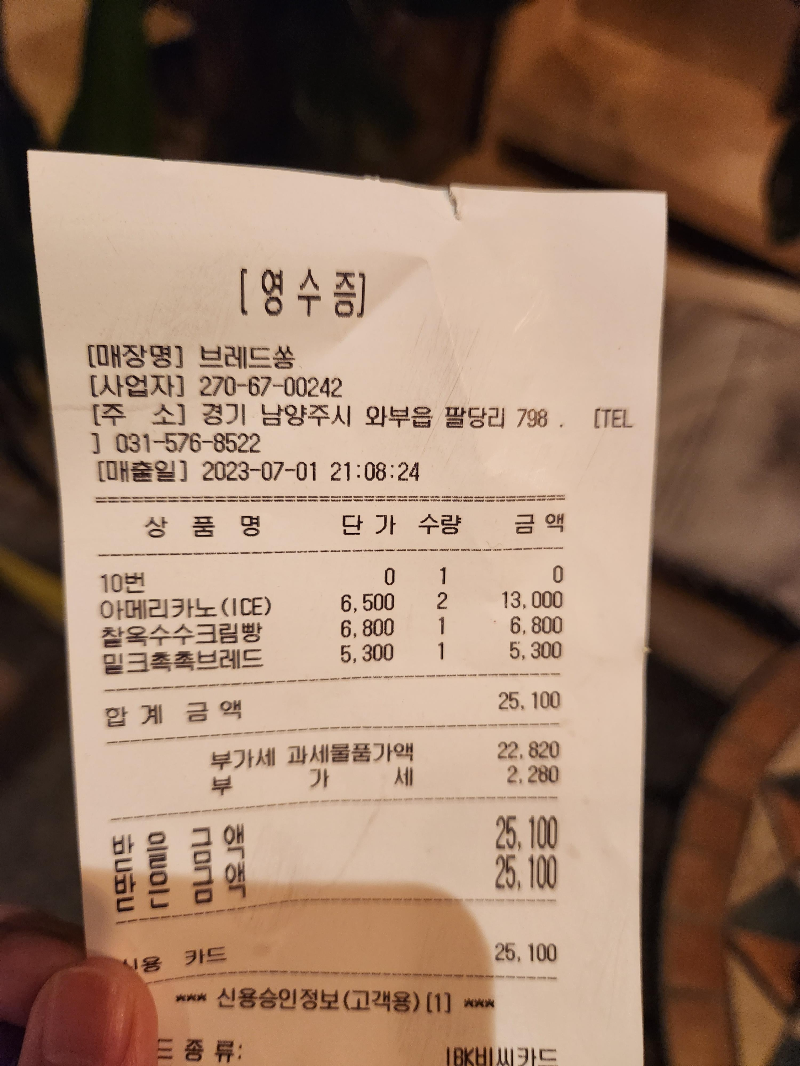 [영수증]
[매장명] 브레드쏭
[사업자] 270-67-00242
[주 소] 경기 남양주시 와부읍 팔당리 798 . [TEL
] 031-576-8522
[매출일] 2023-07-01 21:08:24
상 품 명 단 가 수량 금 액
10번 0 1 0
아메리카노(ICE) 6,500 2 13,000
찰옥수수크림빵 6,800 1 6,800
밀크촉촉브레드 5,300 1 5,300
합 계 금 액 25,100
부가세 과세물품가액 22,820
부 가 세 2,280
받 을 금 액 25,100
받 은 금 액 25,100
신용 카드 25,100
*** 신용승인정보(고객용)[1] ***
드 종 류: IBK비씨카드